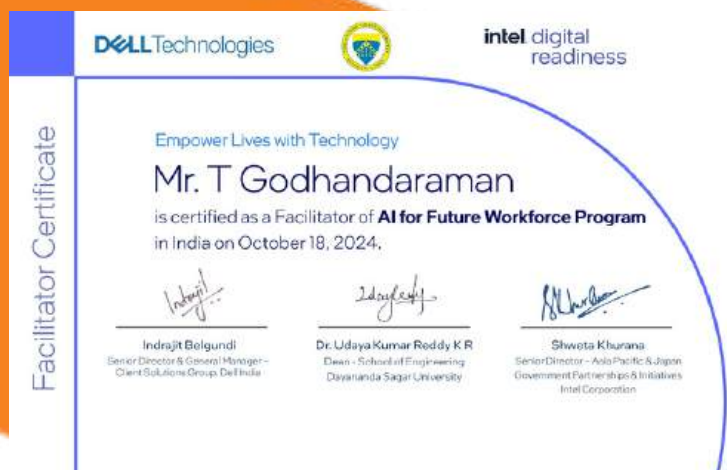 DELL Technologies
intel digital
readiness
Facilitator Certificate
Empower Lives with Technology
Mr. T Godhandaraman
is certified as a Facilitator of AI for Future Workforce Program
in India on October 18, 2024.
Indrajit Belgundi
Senior Director & General Manager –
Client Solutions Group, Dell India
Dr. Udaya Kumar Reddy K R
Dean - School of Engineering
Dayananda Sagar University
Shweta Khurana
Senior Director – Asia Pacific & Japan
Government Partnerships & Initiatives
Intel Corporation